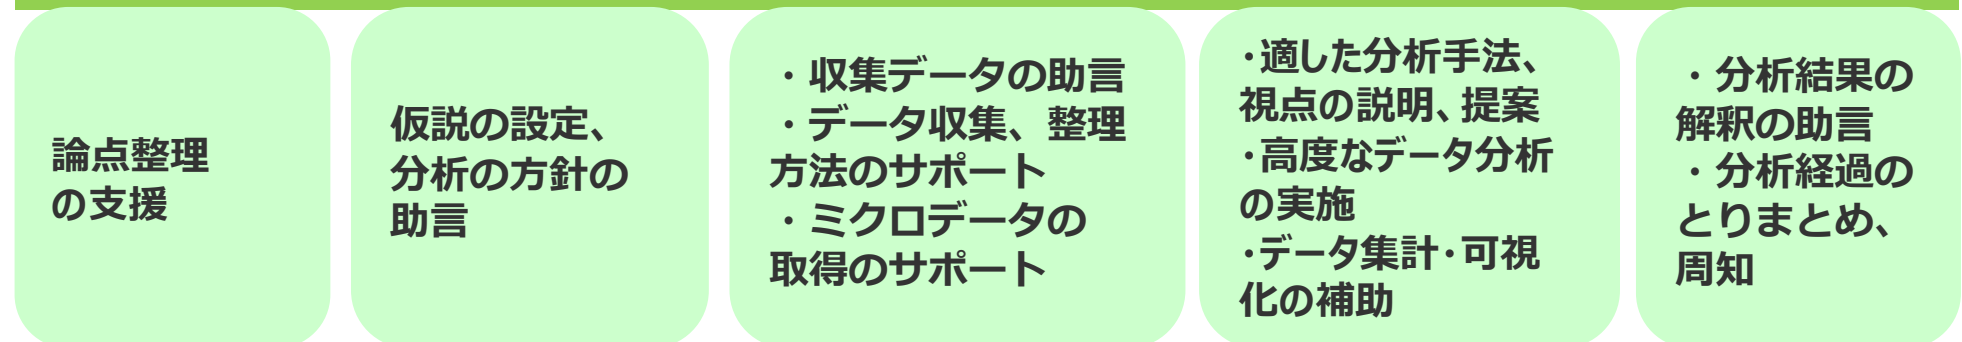 論点整理
の支援
仮説の設定、
分析の方針の
助言
・収集データの助言
・データ収集、整理
方法のサポート
・ミクロデータの
取得のサポート
・適した分析手法、
視点の説明、提案
・高度なデータ分析
の実施
・データ集計・可視
化の補助
・分析結果の
解釈の助言
・分析経過の
とりまとめ、
周知